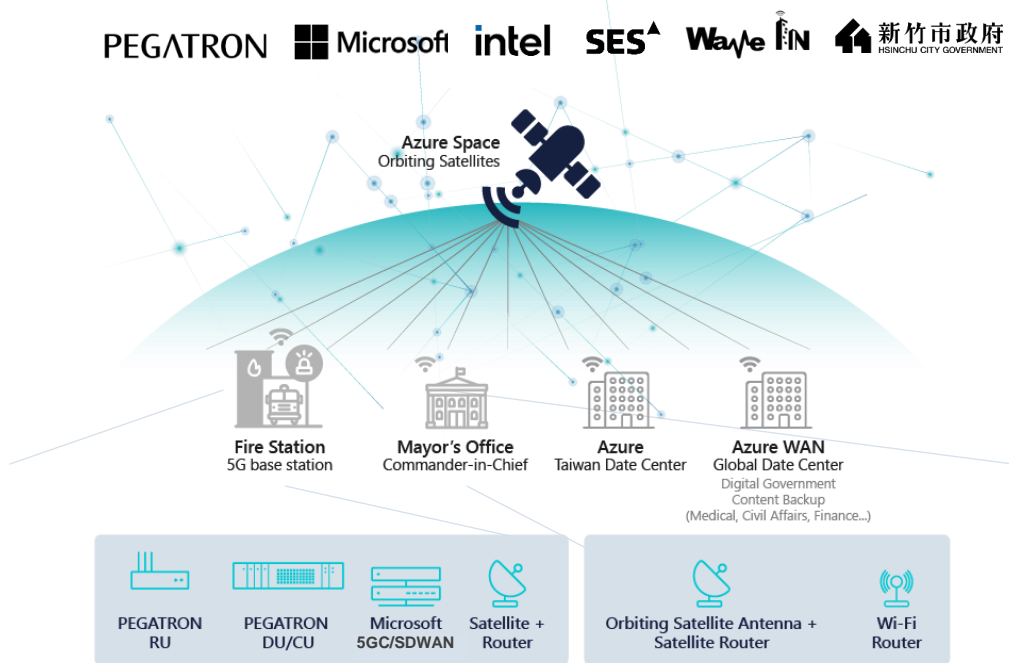 PEGATRON
Microsoft
intel
SES
Wave IN
新竹市政府
HSINCHU CITY GOVERNMENT
Azure Space
Orbiting Satellites
Fire Station
5G base station
Mayor's Office
Commander-in-Chief
Azure
Taiwan Date Center
Azure WAN
Global Date Center
Digital Government
Content Backup
(Medical, Civil Affairs, Finance...)
PEGATRON
RU
PEGATRON
DU/CU
Microsoft
5GC/SDWAN
Satellite +
Router
Orbiting Satellite Antenna +
Satellite Router
Wi-Fi
Router